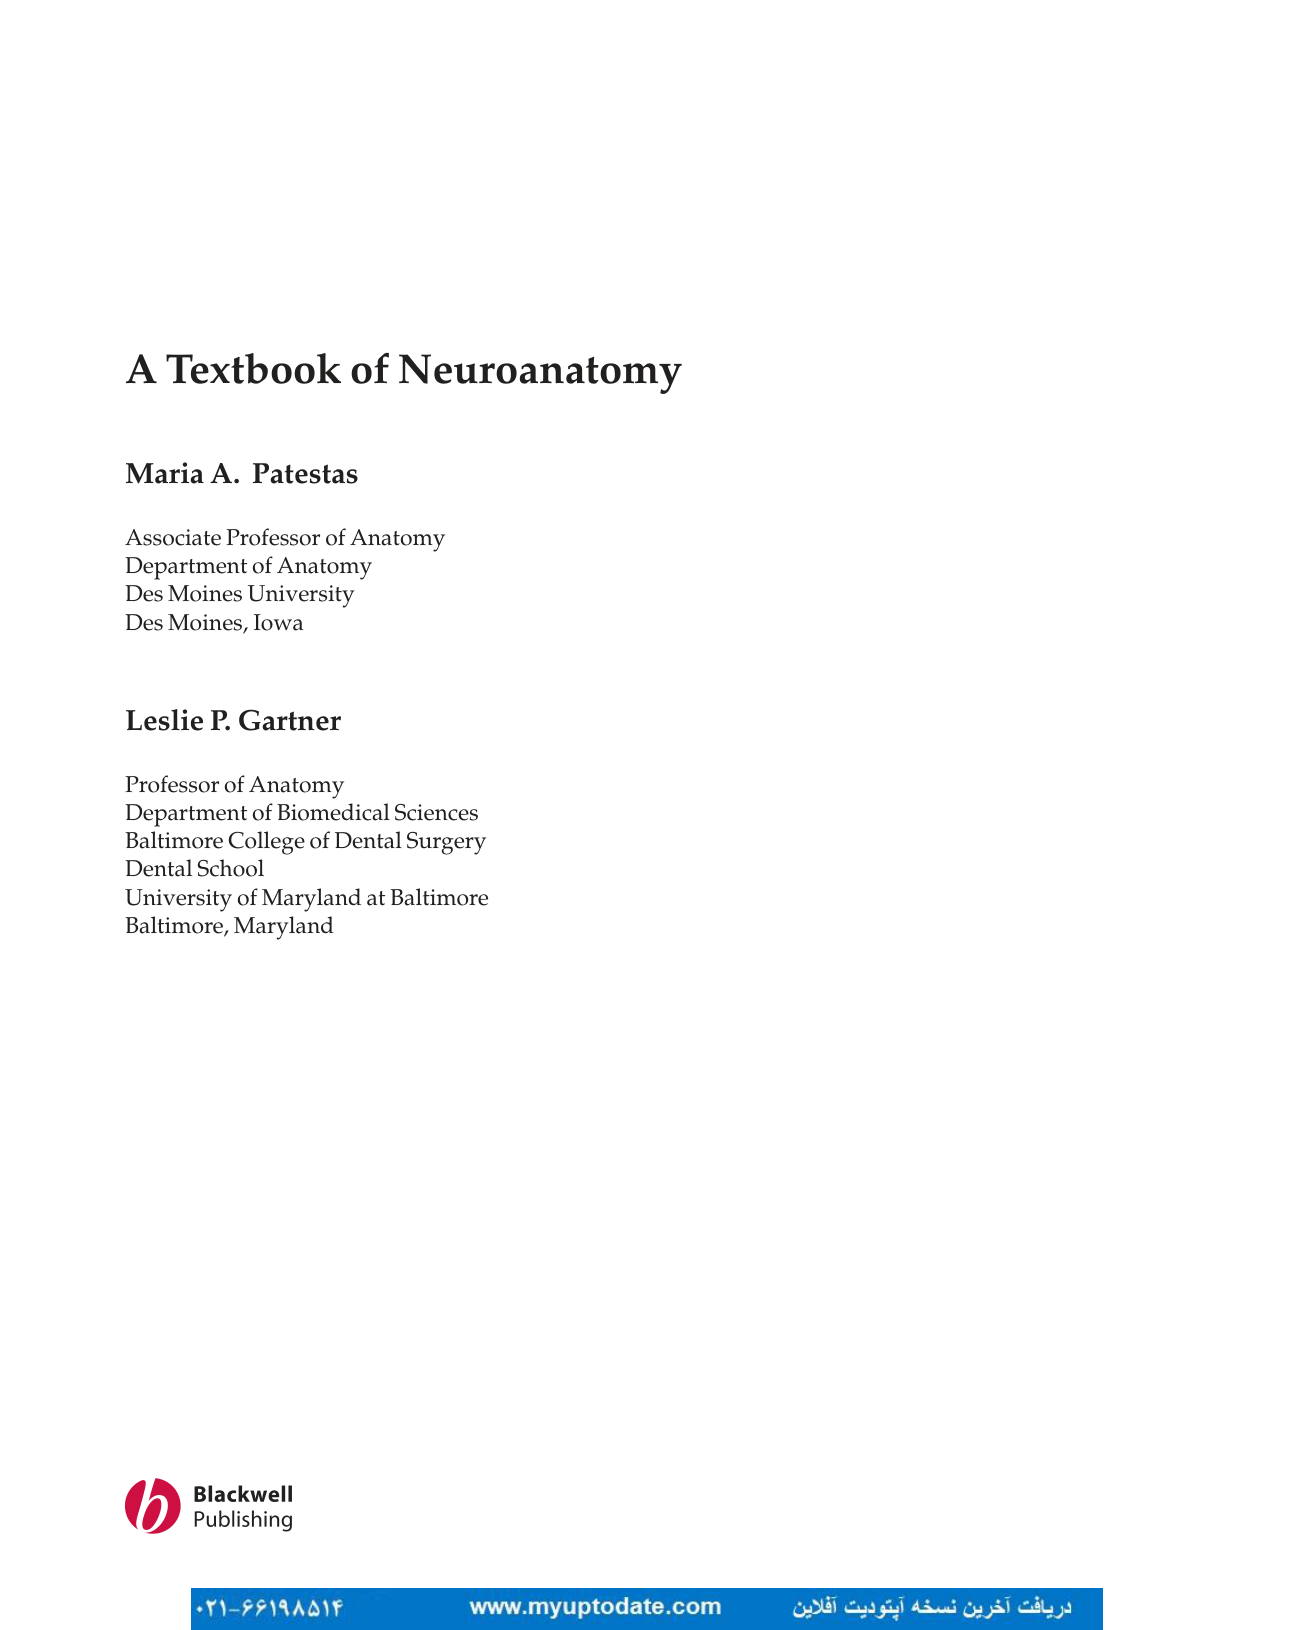 A Textbook of Neuroanatomy
Maria A. Patestas
Associate Professor of Anatomy
Department of Anatomy
Des Moines University
Des Moines, Iowa
Leslie P. Gartner
Professor of Anatomy
Department of Biomedical Sciences
Baltimore College of Dental Surgery
Dental School
University of Maryland at Baltimore
Baltimore, Maryland
b
Blackwell
Publishing
۰۲۱-۶۶۱۹۸۵۱۴ www.myuptodate.com دریافت آخرین نسخه آپتودیت آفلاین